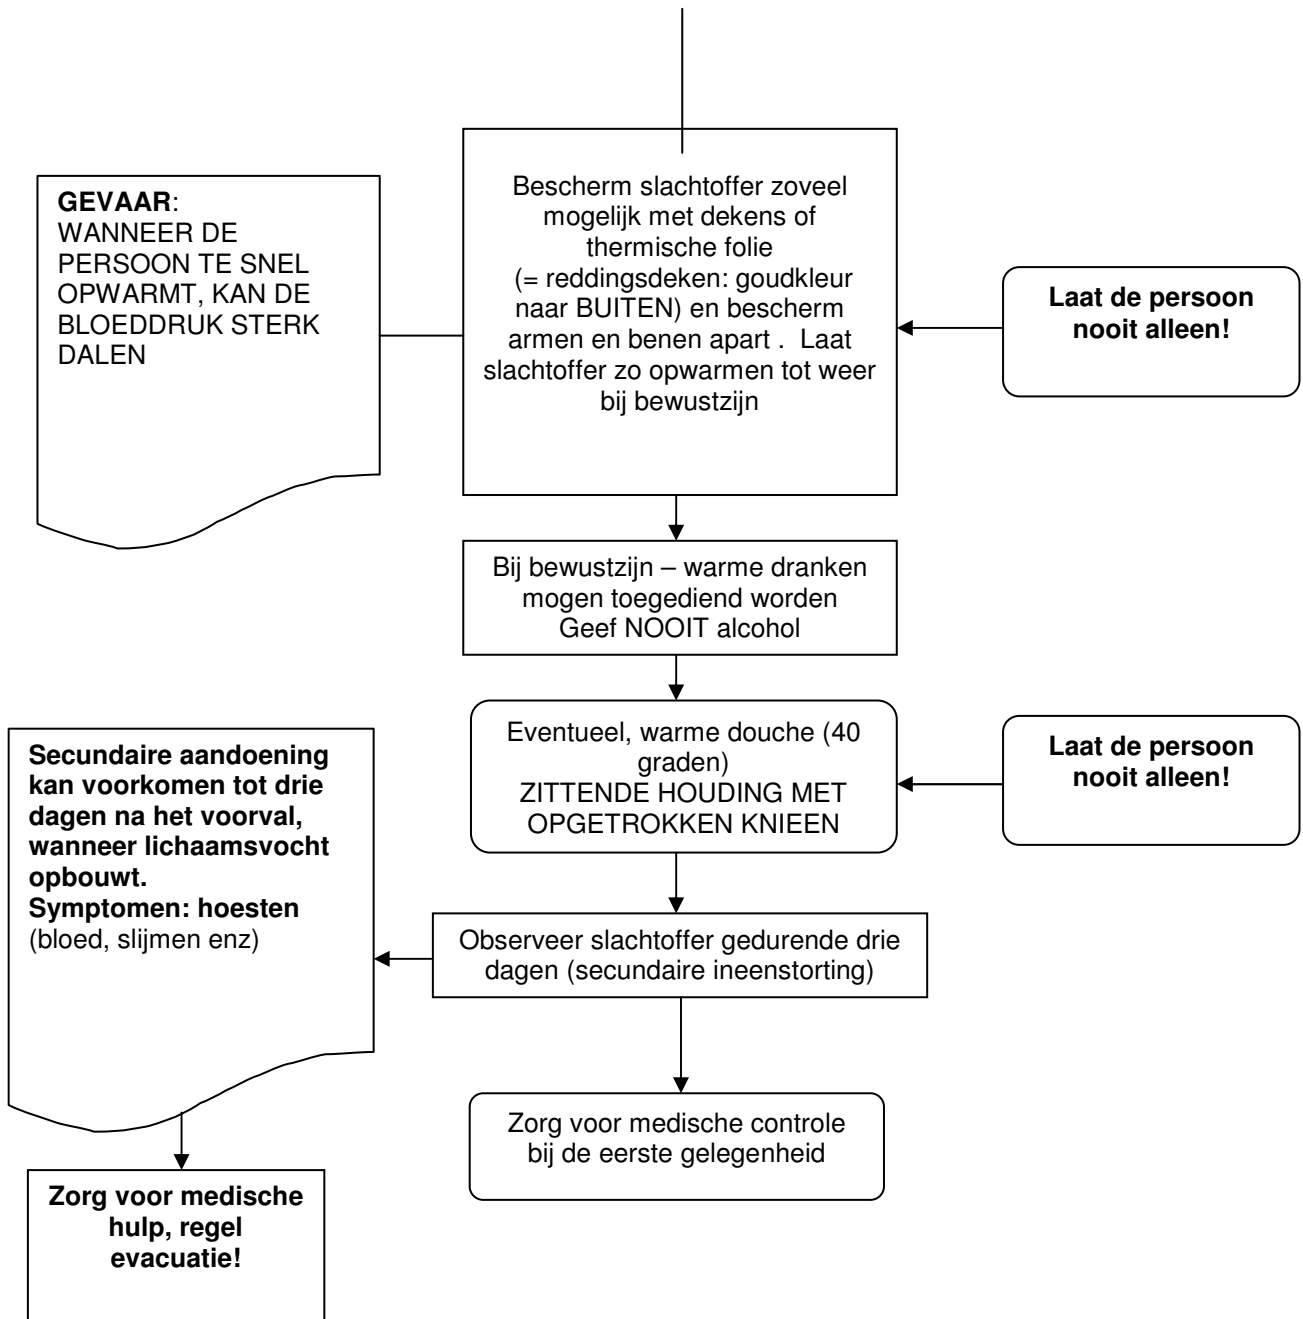 GEVAAR:
WANNEER DE
PERSOON TE SNEL
OPWARMT, KAN DE
BLOEDDRUK STERK
DALEN
Bescherm slachtoffer zoveel
mogelijk met dekens of
thermische folie
(= reddingsdeken: goudkleur
naar BUITEN) en bescherm
armen en benen apart . Laat
slachtoffer zo opwarmen tot weer
bij bewustzijn
Laat de persoon
nooit alleen!
Bij bewustzijn – warme dranken
mogen toegediend worden
Geef NOOIT alcohol
Eventueel, warme douche (40
graden)
ZITTENDE HOUDING MET
OPGETROKKEN KNIEEN
Laat de persoon
nooit alleen!
Secundaire aandoening
kan voorkomen tot drie
dagen na het voorval,
wanneer lichaamsvocht
opbouwt.
Symptomen: hoesten
(bloed, slijmen enz)
Observeer slachtoffer gedurende drie
dagen (secundaire ineenstorting)
Zorg voor medische controle
bij de eerste gelegenheid
Zorg voor medische
hulp, regel
evacuatie!